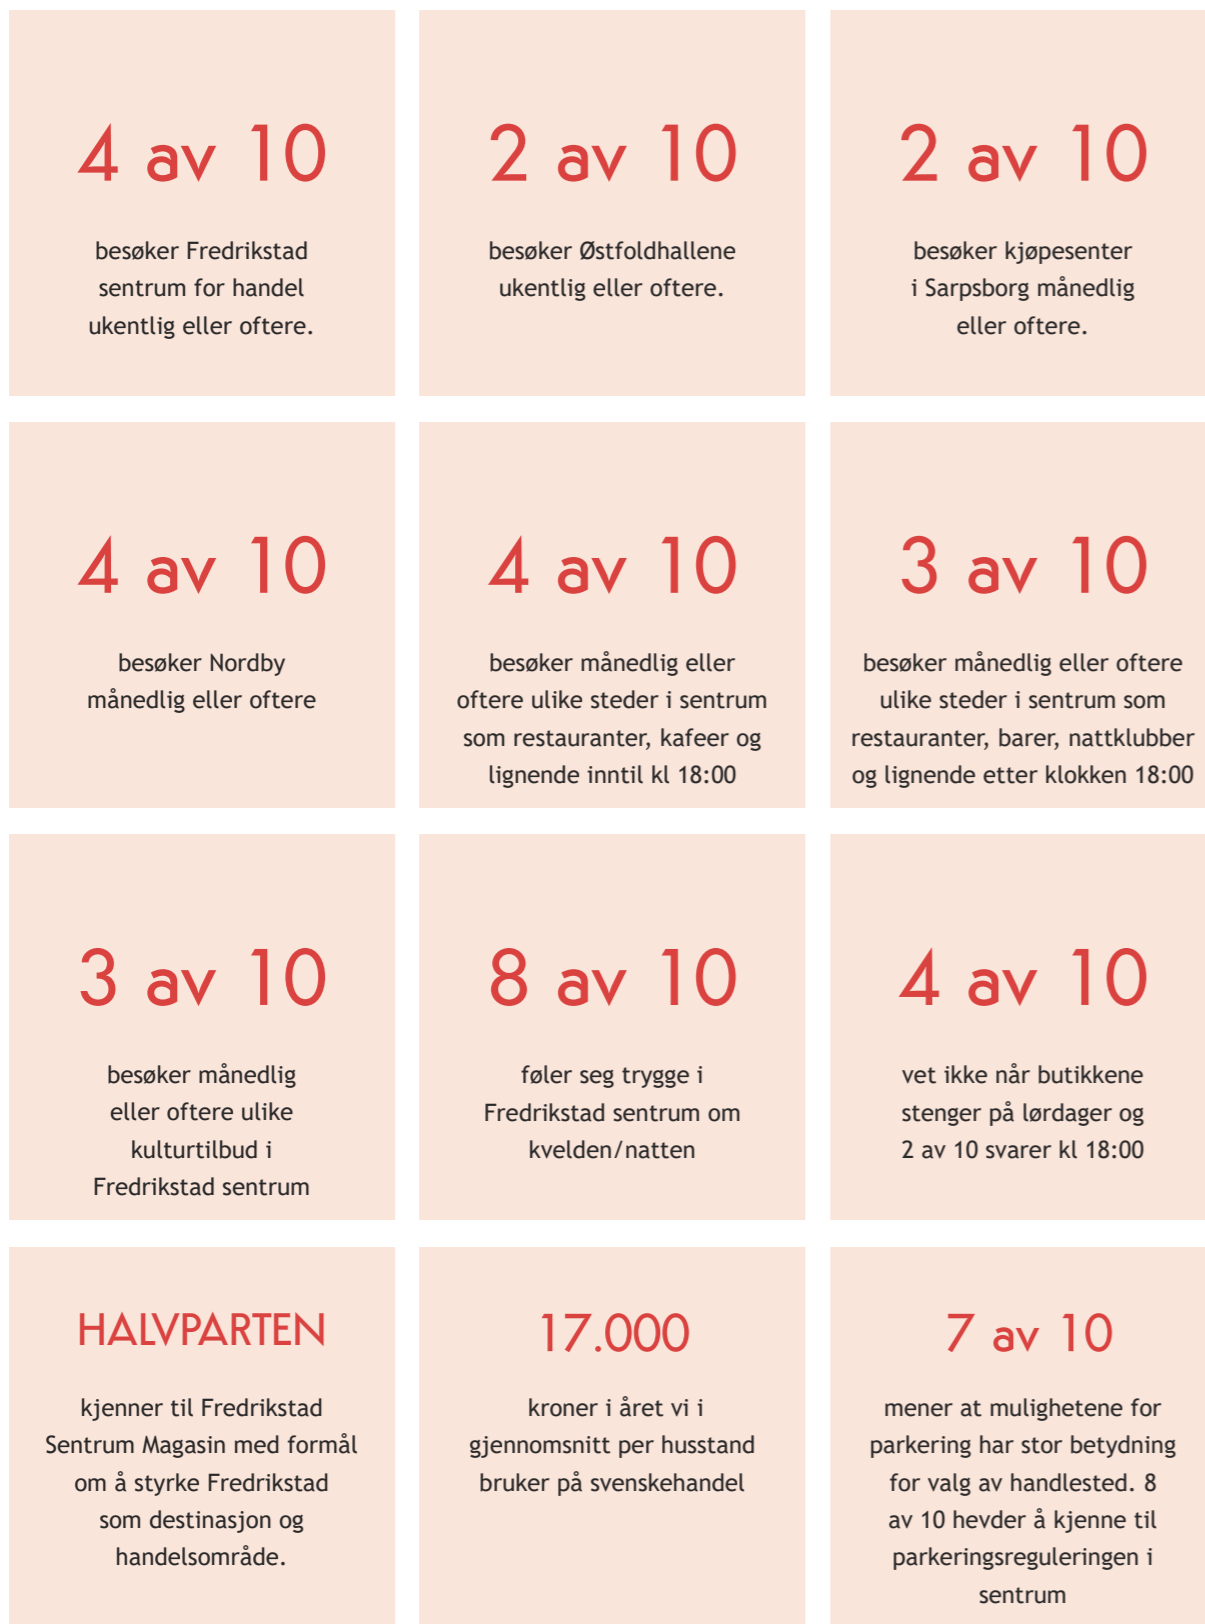 4 av 10
besøker Fredrikstad
sentrum for handel
ukentlig eller oftere.
2 av 10
besøker Østfoldhallene
ukentlig eller oftere.
2 av 10
besøker kjøpesenter
i Sarpsborg månedlig
eller oftere.
4 av 10
besøker Nordby
månedlig eller oftere
4 av 10
besøker månedlig eller
oftere ulike steder i sentrum
som restauranter, kafeer og
lignende inntil kl 18:00
3 av 10
besøker månedlig eller oftere
ulike steder i sentrum som
restauranter, barer, nattklubber
og lignende etter klokken 18:00
3 av 10
besøker månedlig
eller oftere ulike
kulturtilbud i
Fredrikstad sentrum
8 av 10
føler seg trygge i
Fredrikstad sentrum om
kvelden/natten
4 av 10
vet ikke når butikkene
stenger på lørdager og
2 av 10 svarer kl 18:00
HALVPARTEN
kjenner til Fredrikstad
Sentrum Magasin med formål
om å styrke Fredrikstad
som destinasjon og
handelsområde.
17.000
kroner i året vi i
gjennomsnitt per husstand
bruker på svenskehandel
7 av 10
mener at mulighetene for
parkering har stor betydning
for valg av handlested. 8
av 10 hevder å kjenne til
parkeringsreguleringen i
sentrum